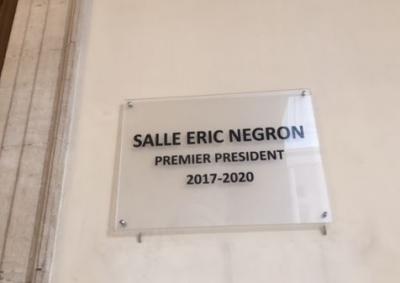 SALLE ERIC NEGRON
PREMIER PRESIDENT
2017-2020